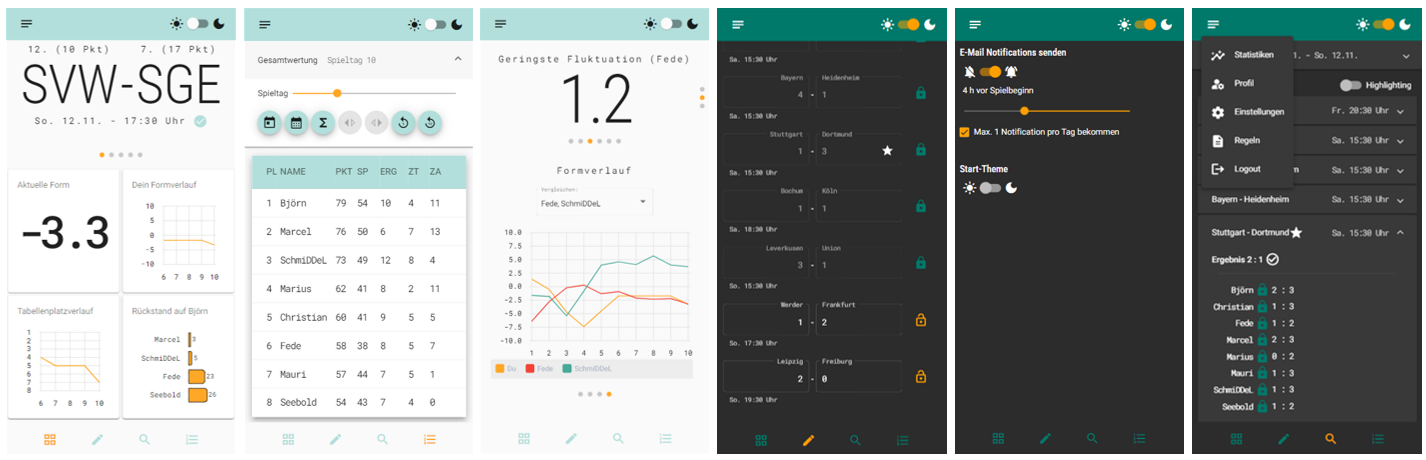 12. (10 Pkt) 7. (17 Pkt)
SVW-SGE
So. 12.11. - 17:30 Uhr
Aktuelle Form
-3.3
Dein Formverlauf
10
5
0
-5
-10
6 7 8 9 10
Tabellenplatzverlauf
1
2
3
4
5
6
7
8
6 7 8 9 10
Rückstand auf Björn
Marcel 3
SchmiDDeL 5
Fede 23
Seebold 26
Gesamtwertung Spieltag 10
Spieltag
PL NAME PKT SP ERG ZT ZA
1 Björn 79 54 10 4 11
2 Marcel 76 50 6 7 13
3 SchmiDDeL 73 49 12 8 4
4 Marius 62 41 8 2 11
5 Christian 60 41 9 5 5
6 Fede 58 38 8 5 7
7 Mauri 57 44 7 5 1
8 Seebold 54 43 7 4 0
Geringste Fluktuation (Fede)
1.2
Formverlauf
Vergleichen:
Fede, SchmiDDeL
10.0
7.5
5.0
2.5
0.0
-2.5
-5.0
-7.5
-10.0
1 2 3 4 5 6 7 8 9 10
Du Fede SchmiDDeL
Sa. 15:30 Uhr
Bayern Heidenheim
4 - 1
Sa. 15:30 Uhr
Stuttgart Dortmund
1 - 3
Sa. 15:30 Uhr
Bochum Köln
1 - 1
Sa. 18:30 Uhr
Leverkusen Union
3 - 1
So. 15:30 Uhr
Werder Frankfurt
1 - 2
So. 17:30 Uhr
Leipzig Freiburg
2 - 0
So. 19:30 Uhr
E-Mail Notifications senden
4 h vor Spielbeginn
Max. 1 Notification pro Tag bekommen
Start-Theme
Statistiken
Profil
Einstellungen
Regeln
Logout
1. - So. 12.11.
Highlighting
Fr. 20:30 Uhr
Sa. 15:30 Uhr
m Sa. 15:30 Uhr
Bayern - Heidenheim Sa. 15:30 Uhr
Stuttgart - Dortmund Sa. 15:30 Uhr
Ergebnis 2 : 1
Björn 2 : 3
Christian 1 : 3
Fede 1 : 2
Marcel 2 : 3
Marius 0 : 2
Mauri 1 : 3
SchmiDDeL 1 : 3
Seebold 1 : 2